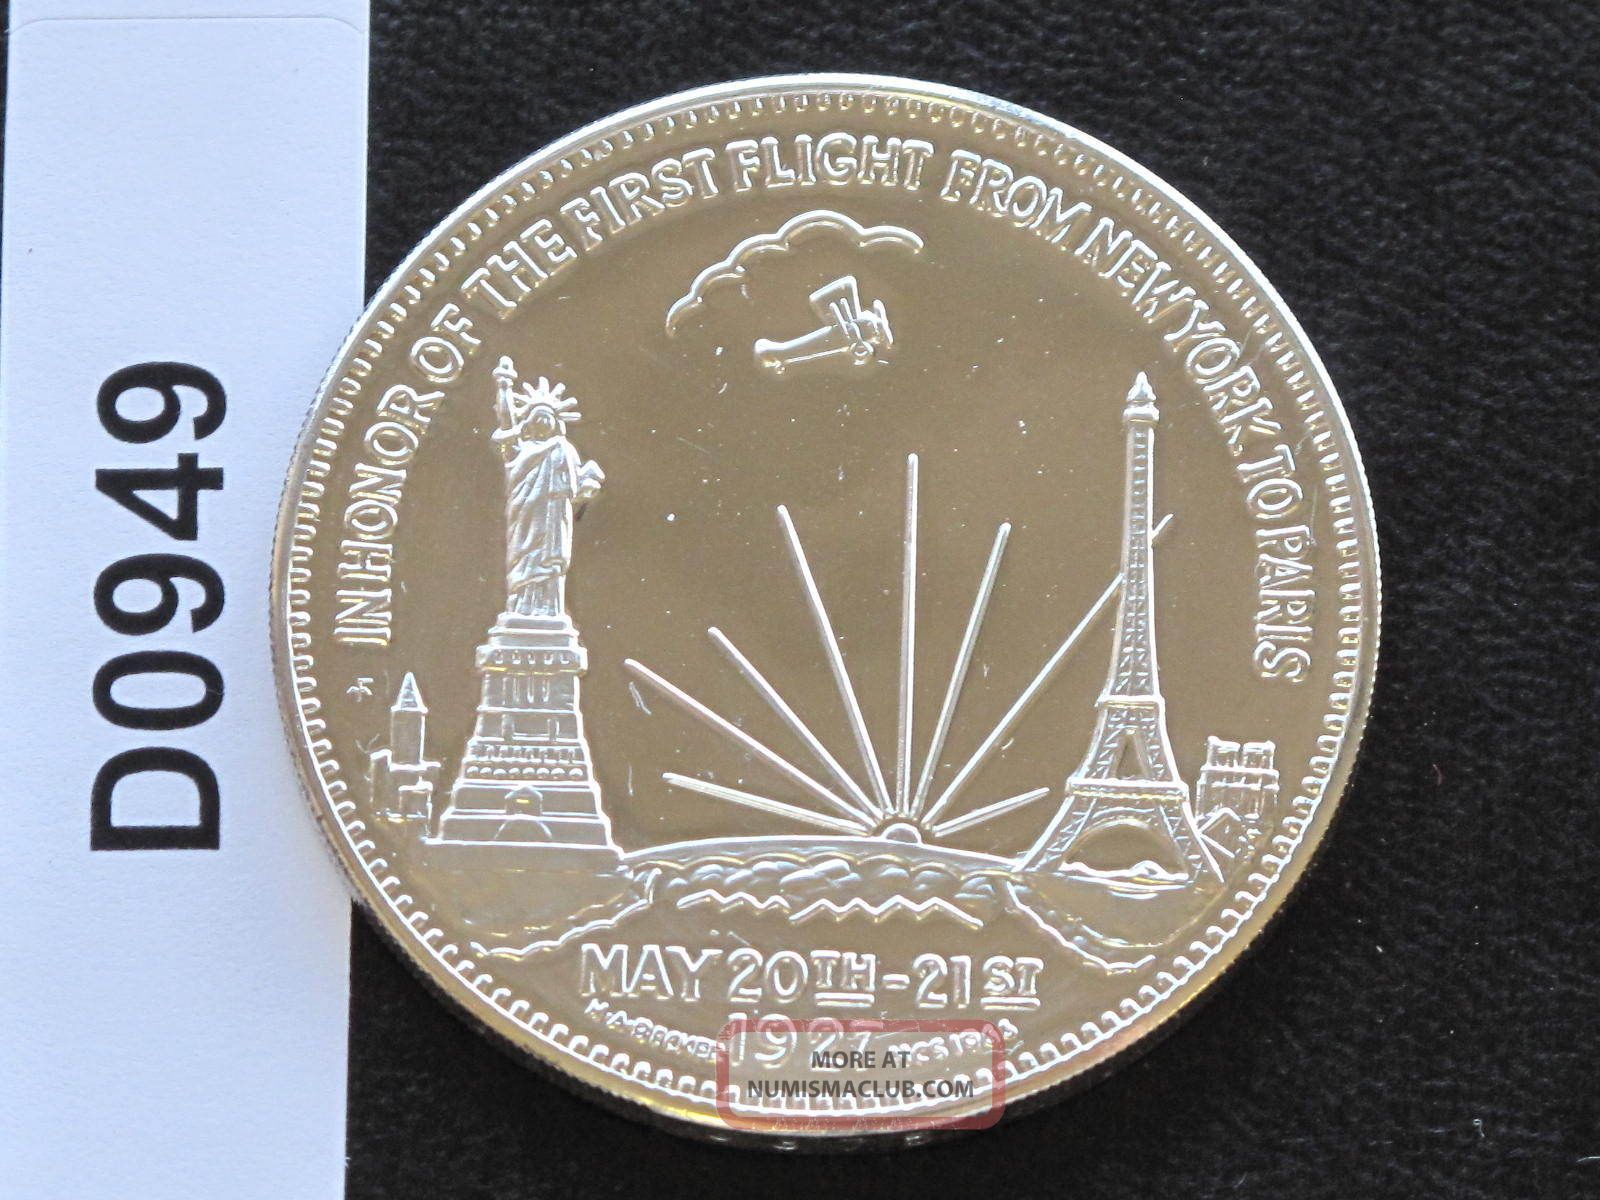 D0949
IN HONOR OF THE FIRST FLIGHT FROM NEW YORK TO PARIS
MAY 20TH-21ST
1927
MORE AT
NUMISMACLUB.COM